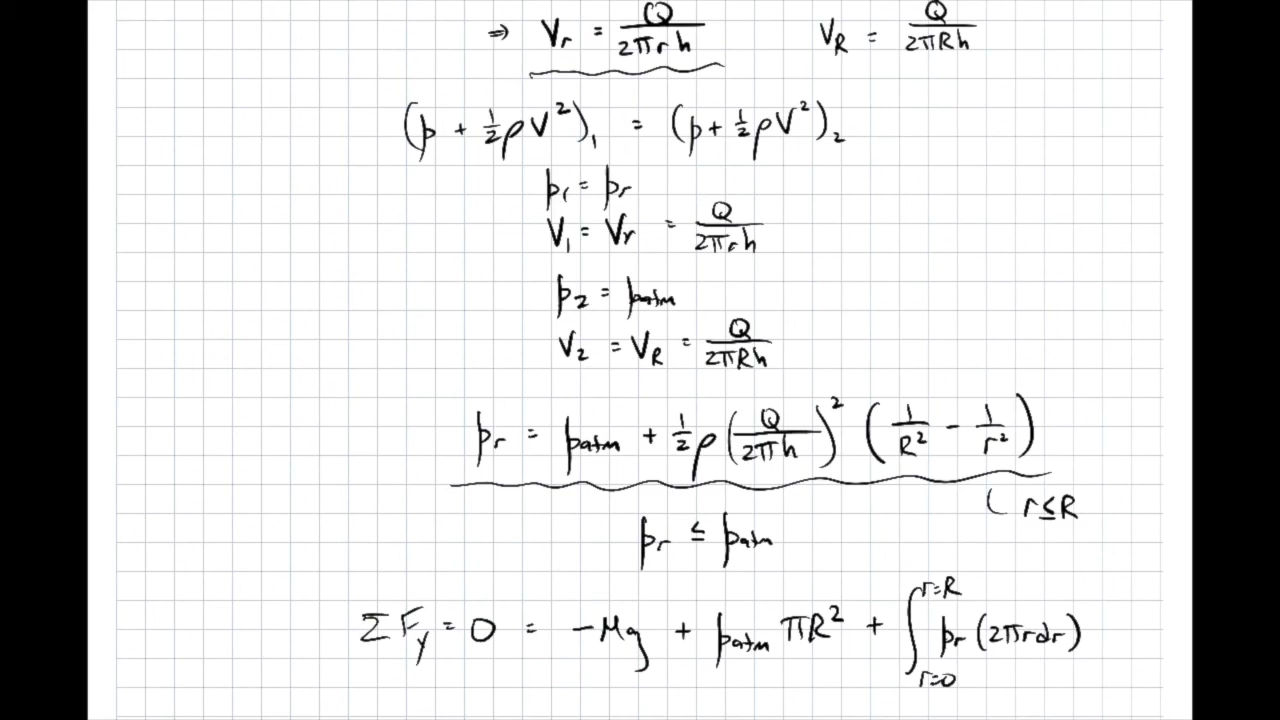 ⇒ V_r = Q/(2πrh)    V_R = Q/(2πRh)
(p + ½ρV²)₁ = (p + ½ρV²)₂
p₁ = p_r
V₁ = V_r = Q/(2πrh)
p₂ = p_atm
V₂ = V_R = Q/(2πRh)
p_r = p_atm + ½ρ(Q/(2πh))² (1/R² − 1/r²)
( r ≤ R
p_r ≤ p_atm
ΣF_y = 0 = −Mg + p_atm πR² + ∫_{r=0}^{r=R} p_r (2πrdr)